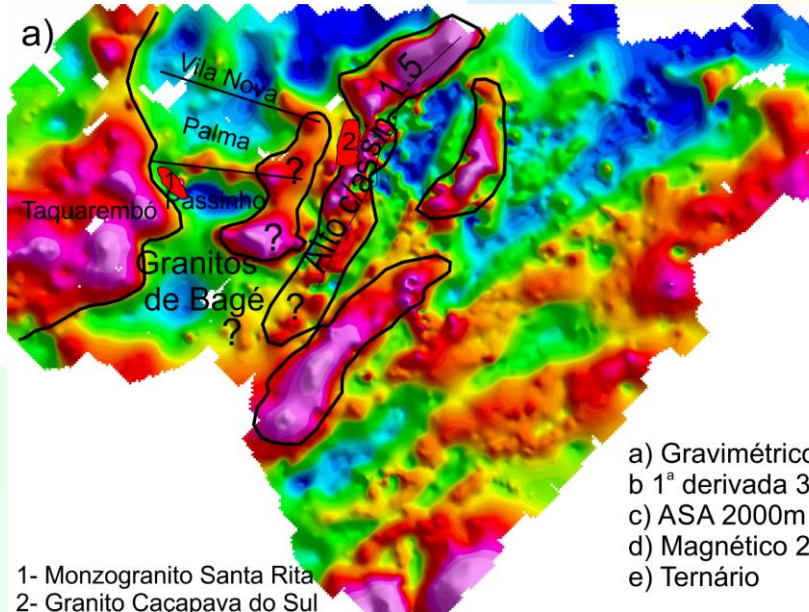 a)
Vila Nova
Palma
Passinho
Taquarembó
Granitos
de Bagé
Alto c/assin. 1.5
1
2
?
?
?
?
a) Gravimétrico
b 1ª derivada 3
c) ASA 2000m
d) Magnético 2
e) Ternário
1- Monzogranito Santa Rita
2- Granito Caçapava do Sul